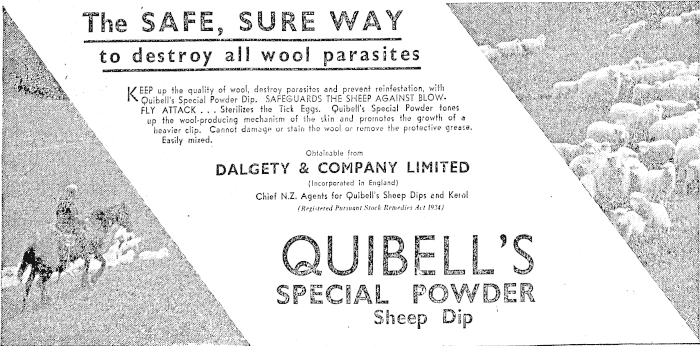 The SAFE, SURE WAY
to destroy all wool parasites
KEEP up the quality of wool, destroy parasites and prevent reinfestation, with
Quibell's Special Powder Dip. SAFEGUARDS THE SHEEP AGAINST BLOW-
FLY ATTACK . . . Sterilizes the Tick Eggs. Quibell's Special Powder tones
up the wool-producing mechanism of the skin and promotes the growth of a
heavier clip. Cannot damage or stain the wool or remove the protective grease.
Easily mixed.
Obtainable from
DALGETY & COMPANY LIMITED
(Incorporated in England)
Chief N.Z. Agents for Quibell's Sheep Dips and Kerol
(Registered Pursuant Stock Remedies Act 1934)
QUIBELL'S
SPECIAL POWDER
Sheep Dip